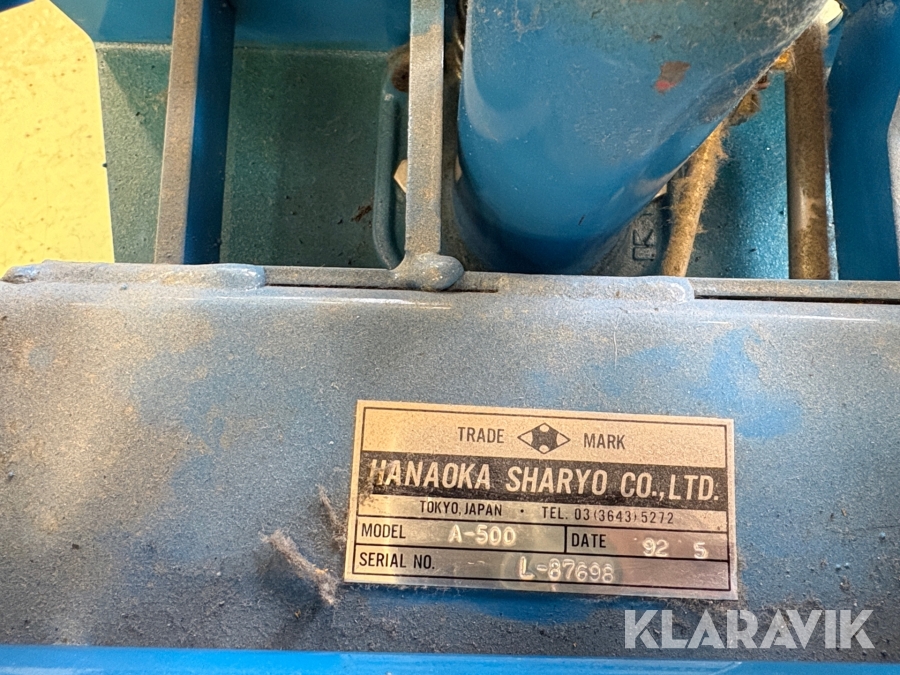 TRADE MARK
HANAOKA SHARYO CO.,LTD.
TOKYO, JAPAN • TEL. 03(3643)5272
MODEL A-500 DATE 92 5
SERIAL NO. L-87698
KLARAVIK